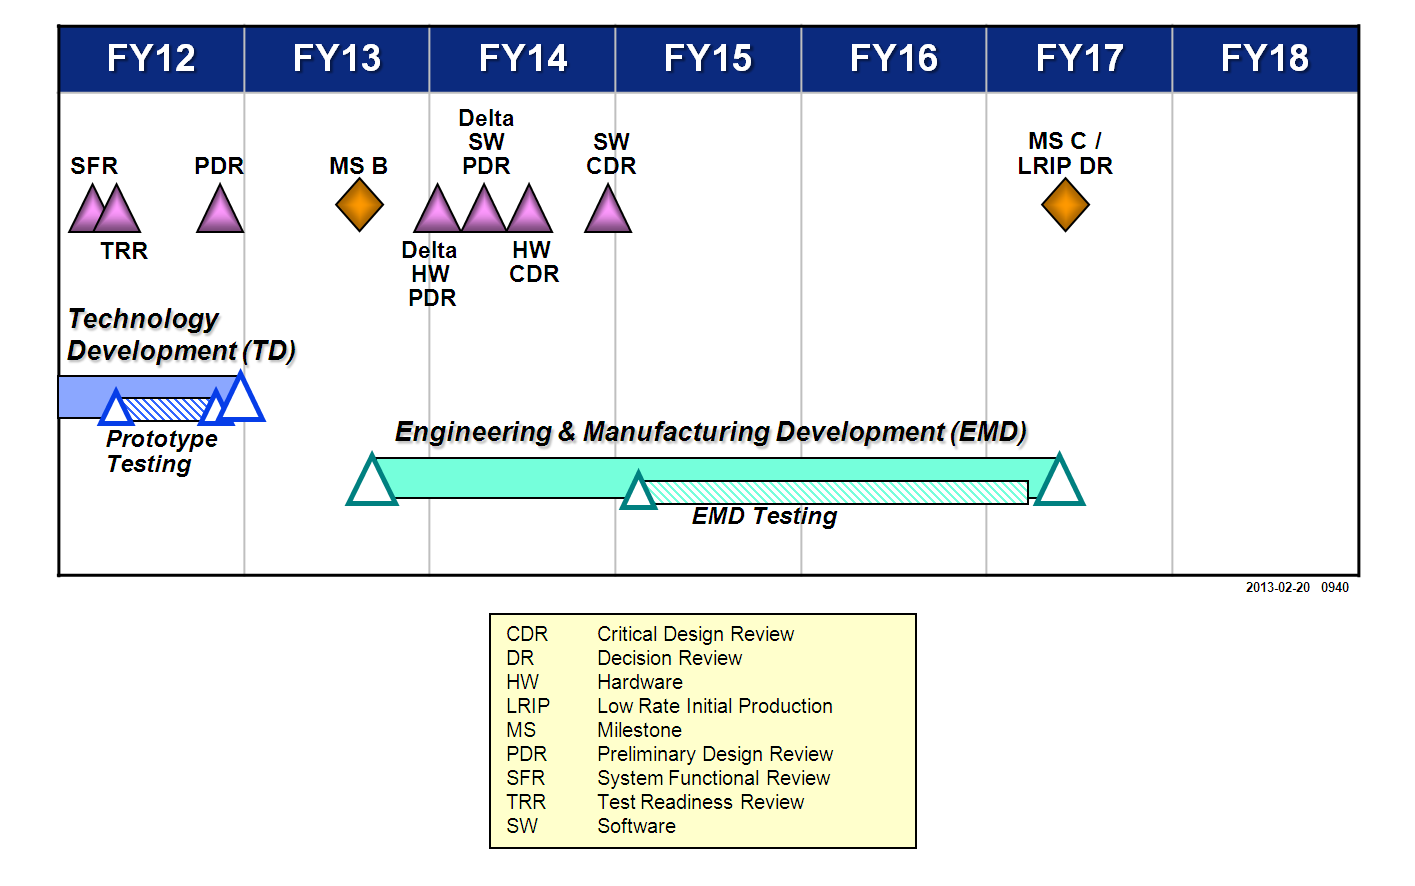 FY12 FY13 FY14 FY15 FY16 FY17 FY18
SFR
TRR
PDR
MS B
Delta
HW
PDR
Delta
SW
PDR
HW
CDR
SW
CDR
MS C /
LRIP DR
Technology
Development (TD)
Prototype
Testing
Engineering & Manufacturing Development (EMD)
EMD Testing
2013-02-20 0940
CDR Critical Design Review
DR Decision Review
HW Hardware
LRIP Low Rate Initial Production
MS Milestone
PDR Preliminary Design Review
SFR System Functional Review
TRR Test Readiness Review
SW Software